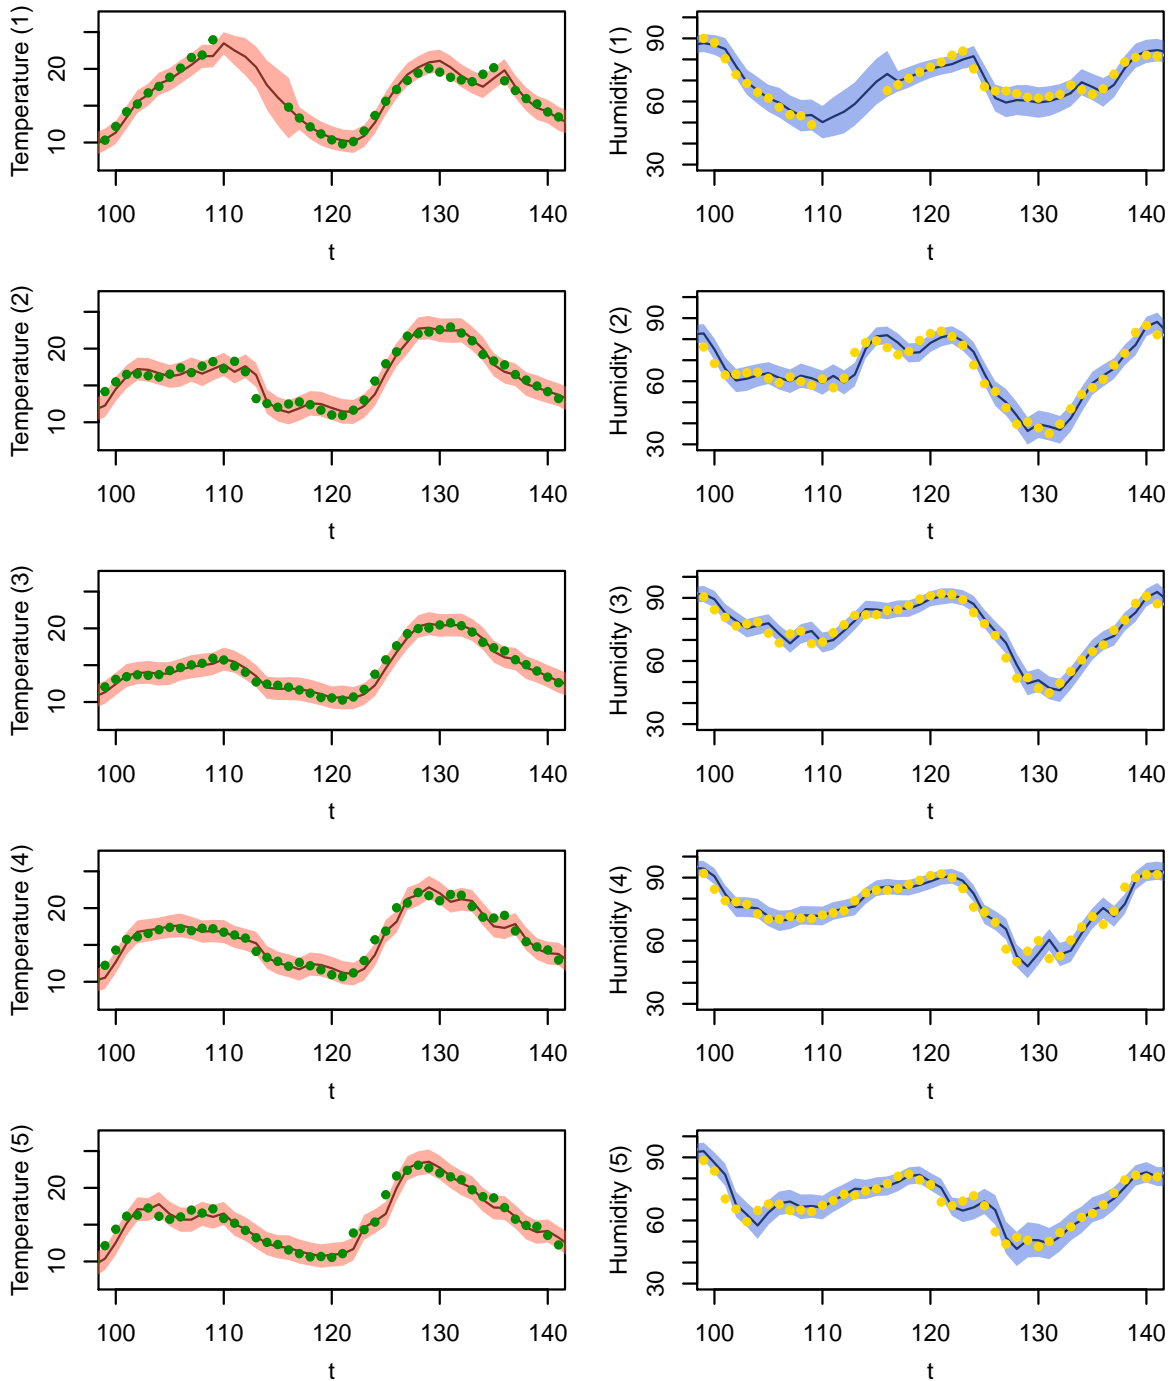 Temperature (1)
10 20
100 110 120 130 140
t
Humidity (1)
30 60 90
100 110 120 130 140
t
Temperature (2)
10 20
100 110 120 130 140
t
Humidity (2)
30 60 90
100 110 120 130 140
t
Temperature (3)
10 20
100 110 120 130 140
t
Humidity (3)
30 60 90
100 110 120 130 140
t
Temperature (4)
10 20
100 110 120 130 140
t
Humidity (4)
30 60 90
100 110 120 130 140
t
Temperature (5)
10 20
100 110 120 130 140
t
Humidity (5)
30 60 90
100 110 120 130 140
t